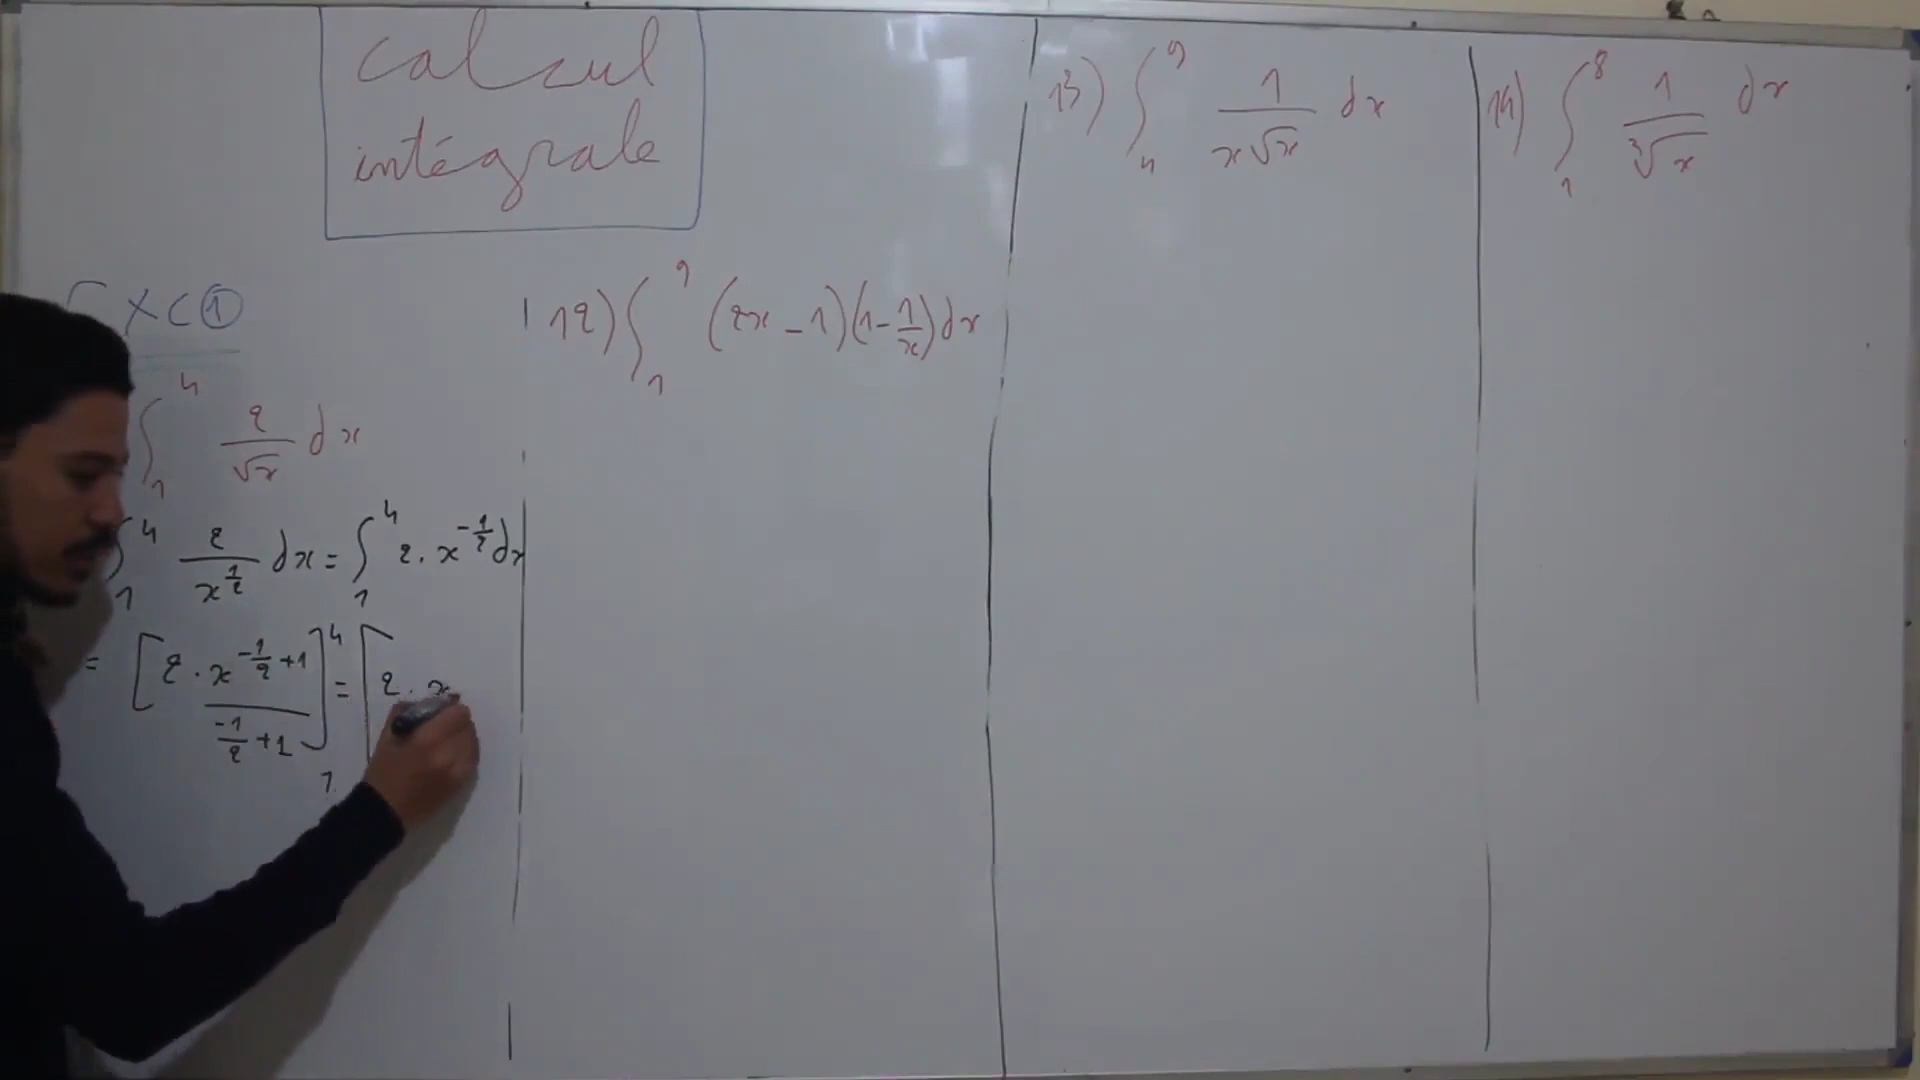 calcul
intégrale
EXC ①
∫₁⁴ 2/√x dx
∫₁⁴ 2/x^(1/2) dx = ∫₁⁴ 2 . x^(-1/2) dx
= [2 . x^(-1/2 + 1) / (-1/2 + 1)]₁⁴ = [2 . x
12) ∫₁⁹ (2x - 1)(1 - 1/x) dx
13) ∫₄⁹ 1/(x√x) dx
14) ∫₁⁸ 1/∛x dx